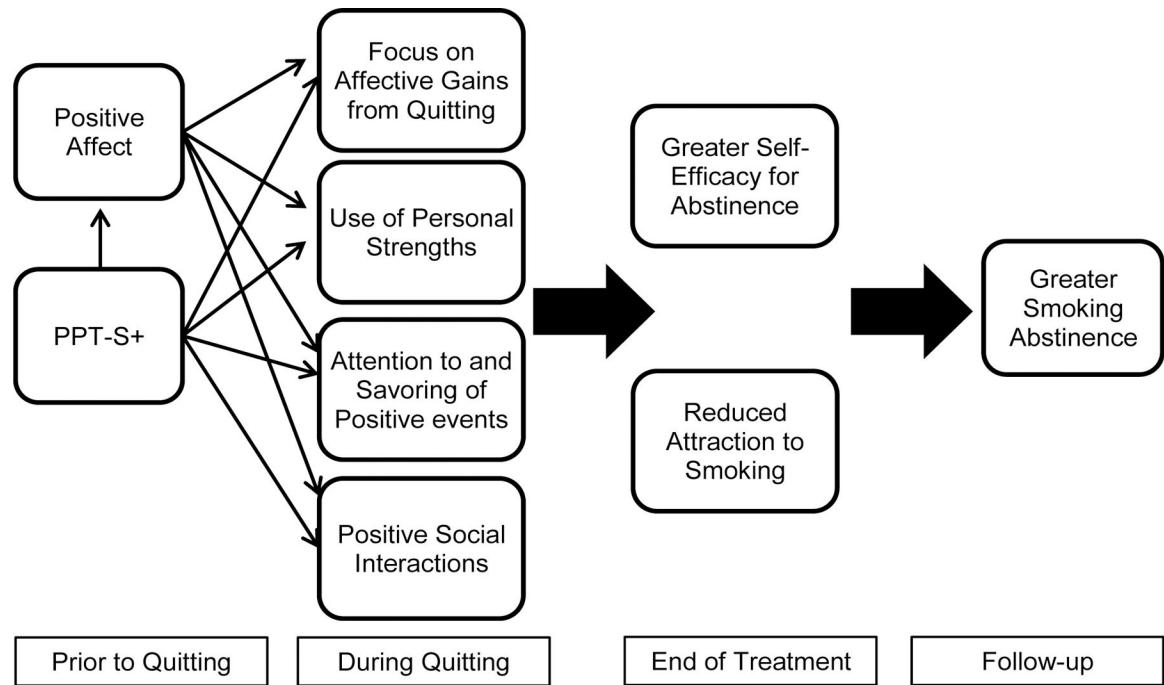 Positive
Affect
PPT-S+
Focus on
Affective Gains
from Quitting
Use of Personal
Strengths
Attention to and
Savoring of
Positive events
Positive Social
Interactions
Greater Self-
Efficacy for
Abstinence
Reduced
Attraction to
Smoking
Greater
Smoking
Abstinence
Prior to Quitting
During Quitting
End of Treatment
Follow-up